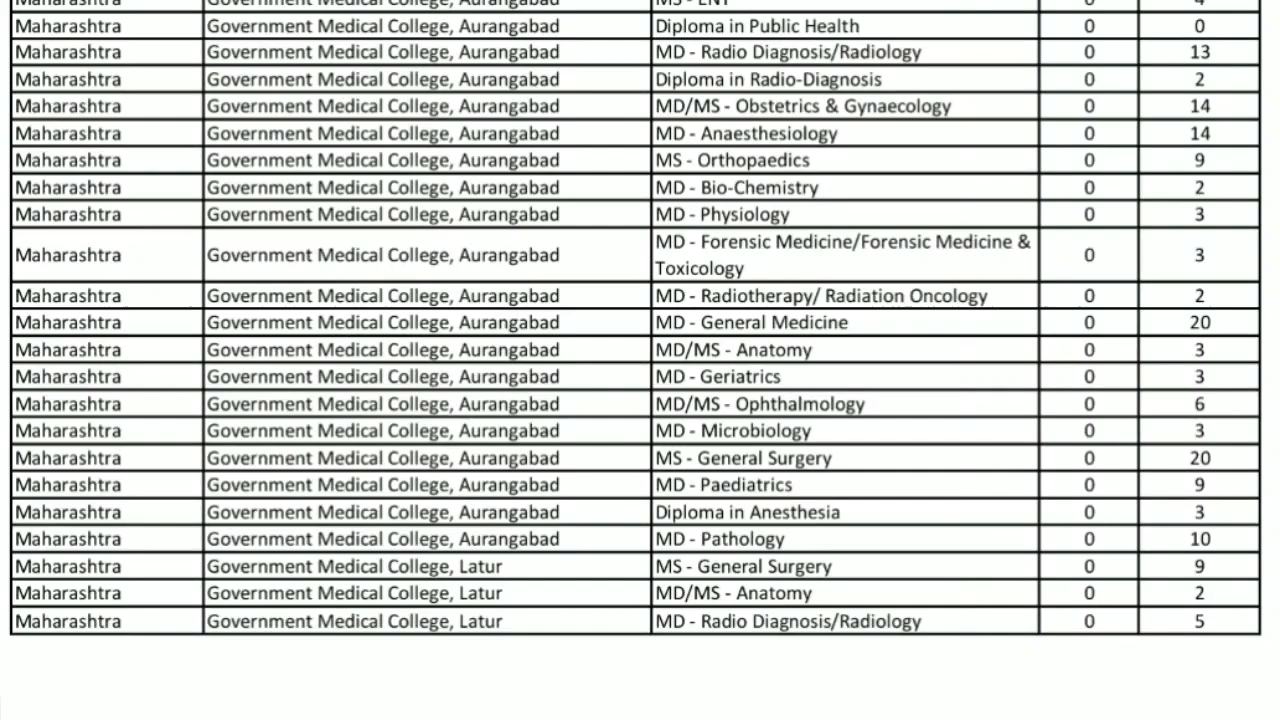 Maharashtra Government Medical College, Aurangabad MS - ENT 0 4
Maharashtra Government Medical College, Aurangabad Diploma in Public Health 0 0
Maharashtra Government Medical College, Aurangabad MD - Radio Diagnosis/Radiology 0 13
Maharashtra Government Medical College, Aurangabad Diploma in Radio-Diagnosis 0 2
Maharashtra Government Medical College, Aurangabad MD/MS - Obstetrics & Gynaecology 0 14
Maharashtra Government Medical College, Aurangabad MD - Anaesthesiology 0 14
Maharashtra Government Medical College, Aurangabad MS - Orthopaedics 0 9
Maharashtra Government Medical College, Aurangabad MD - Bio-Chemistry 0 2
Maharashtra Government Medical College, Aurangabad MD - Physiology 0 3
Maharashtra Government Medical College, Aurangabad MD - Forensic Medicine/Forensic Medicine & 0 3
Toxicology
Maharashtra Government Medical College, Aurangabad MD - Radiotherapy/ Radiation Oncology 0 2
Maharashtra Government Medical College, Aurangabad MD - General Medicine 0 20
Maharashtra Government Medical College, Aurangabad MD/MS - Anatomy 0 3
Maharashtra Government Medical College, Aurangabad MD - Geriatrics 0 3
Maharashtra Government Medical College, Aurangabad MD/MS - Ophthalmology 0 6
Maharashtra Government Medical College, Aurangabad MD - Microbiology 0 3
Maharashtra Government Medical College, Aurangabad MS - General Surgery 0 20
Maharashtra Government Medical College, Aurangabad MD - Paediatrics 0 9
Maharashtra Government Medical College, Aurangabad Diploma in Anesthesia 0 3
Maharashtra Government Medical College, Aurangabad MD - Pathology 0 10
Maharashtra Government Medical College, Latur MS - General Surgery 0 9
Maharashtra Government Medical College, Latur MD/MS - Anatomy 0 2
Maharashtra Government Medical College, Latur MD - Radio Diagnosis/Radiology 0 5